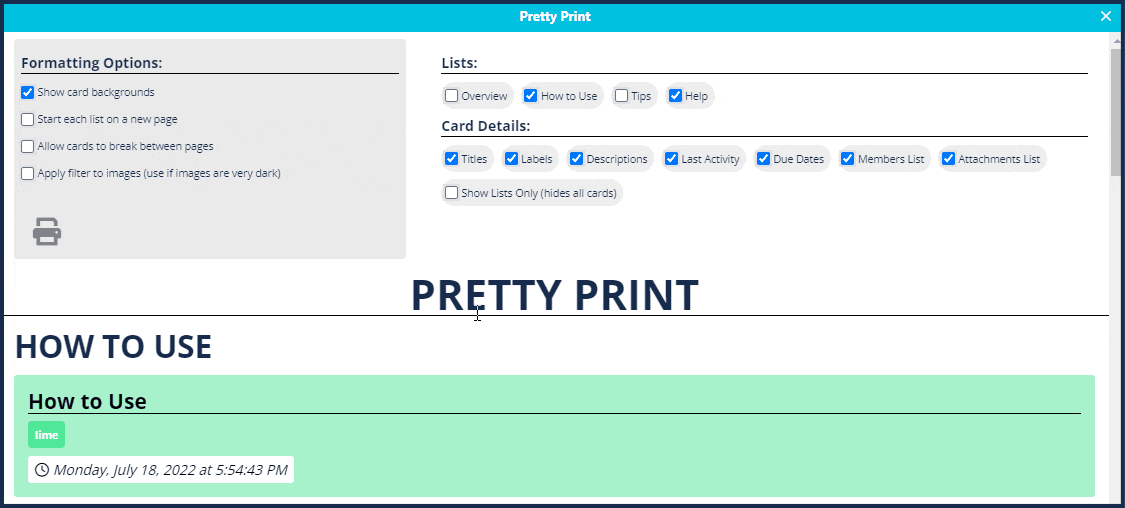 Pretty Print
Formatting Options:
Show card backgrounds
Start each list on a new page
Allow cards to break between pages
Apply filter to images (use if images are very dark)
Lists:
Overview How to Use Tips Help
Card Details:
Titles Labels Descriptions Last Activity Due Dates Members List Attachments List
Show Lists Only (hides all cards)
PRETTY PRINT
HOW TO USE
How to Use
lime
Monday, July 18, 2022 at 5:54:43 PM